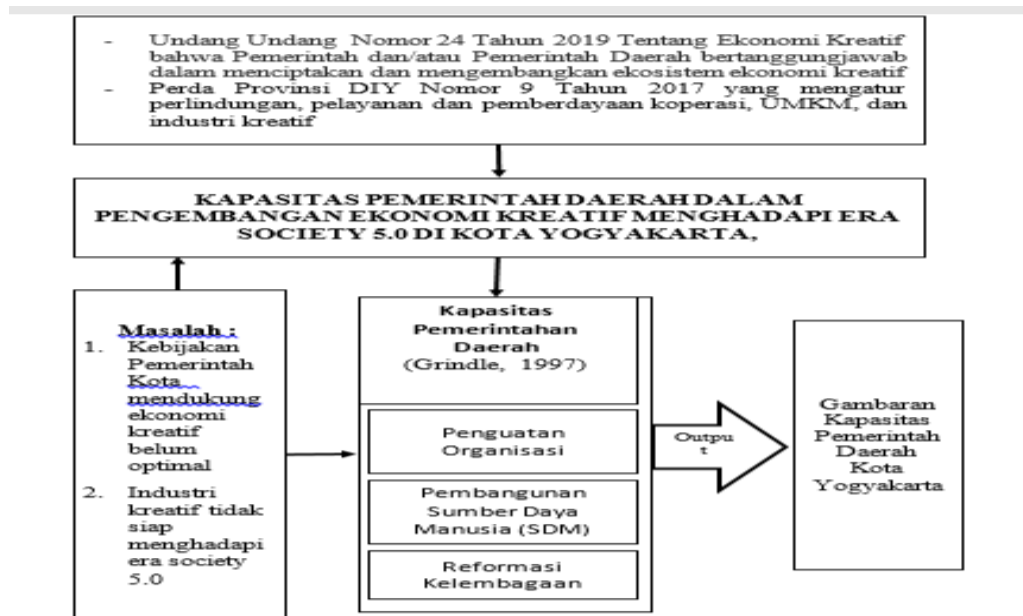 - Undang Undang Nomor 24 Tahun 2019 Tentang Ekonomi Kreatif
bahwa Pemerintah dan/atau Pemerintah Daerah bertanggungjawab
dalam menciptakan dan mengembangkan ekosistem ekonomi kreatif
- Perda Provinsi DIY Nomor 9 Tahun 2017 yang mengatur
perlindungan, pelayanan dan pemberdayaan koperasi, UMKM, dan
industri kreatif
KAPASITAS PEMERINTAH DAERAH DALAM
PENGEMBANGAN EKONOMI KREATIF MENGHADAPI ERA
SOCIETY 5.0 DI KOTA YOGYAKARTA,
Masalah :
1. Kebijakan
Pemerintah
Kota
mendukung
ekonomi
kreatif
belum
optimal
2. Industri
kreatif tidak
siap
menghadapi
era society
5.0
Kapasitas
Pemerintahan
Daerah
(Grindle, 1997)
Penguatan
Organisasi
Pembangunan
Sumber Daya
Manusia (SDM)
Reformasi
Kelembagaan
Outpu
t
Gambaran
Kapasitas
Pemerintah
Daerah
Kota
Yogyakarta